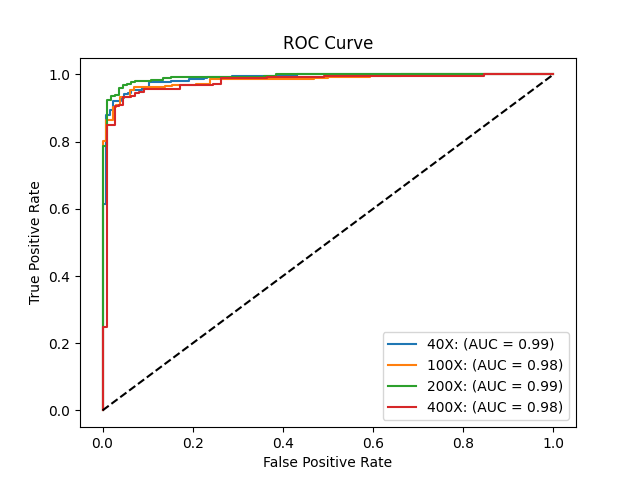 ROC Curve
1.0
0.8
0.6
0.4
0.2
0.0
True Positive Rate
0.0 0.2 0.4 0.6 0.8 1.0
False Positive Rate
40X: (AUC = 0.99)
100X: (AUC = 0.98)
200X: (AUC = 0.99)
400X: (AUC = 0.98)